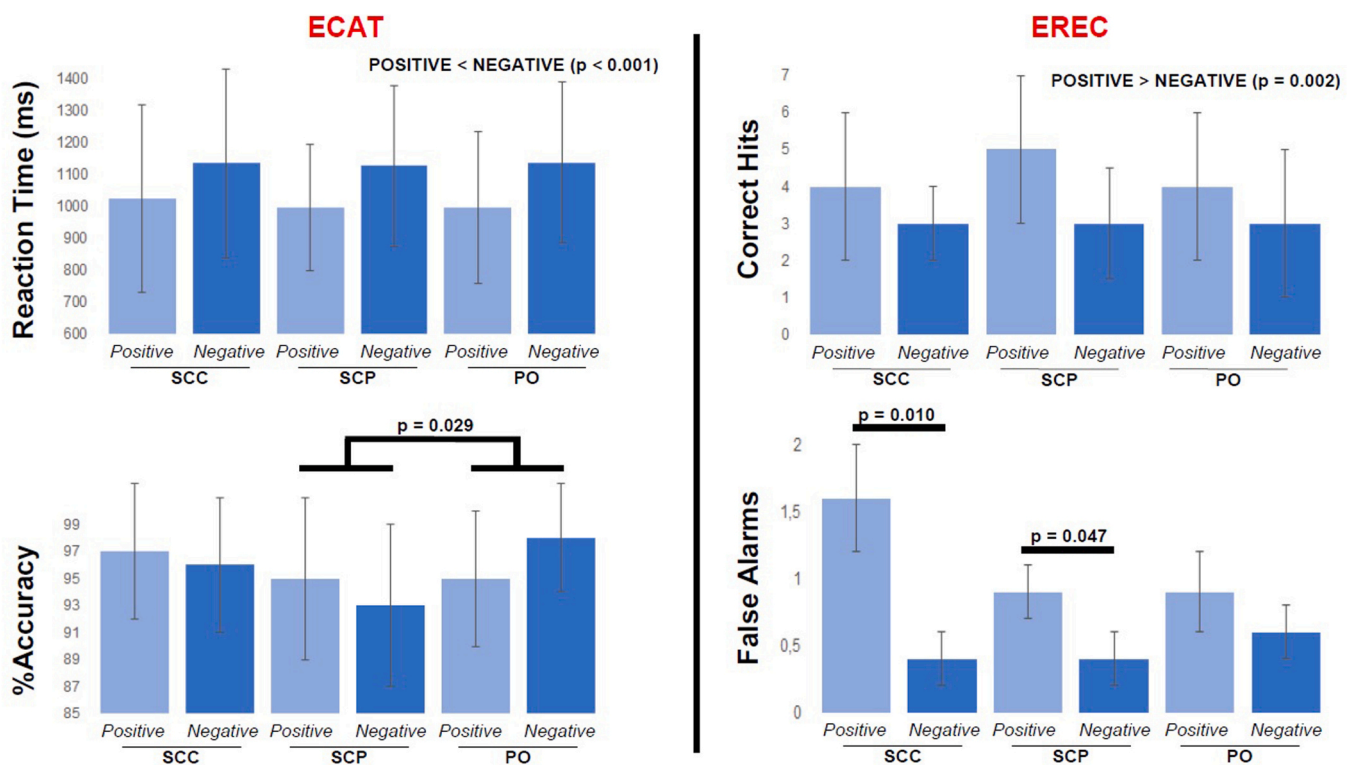 ECAT
POSITIVE < NEGATIVE (p < 0.001)
Reaction Time (ms)
1400
1300
1200
1100
1000
900
800
700
600
Positive Negative Positive Negative Positive Negative
SCC SCP PO
p = 0.029
%Accuracy
99
97
95
93
91
89
87
85
Positive Negative Positive Negative Positive Negative
SCC SCP PO
EREC
POSITIVE > NEGATIVE (p = 0.002)
Correct Hits
7
6
5
4
3
2
1
0
Positive Negative Positive Negative Positive Negative
SCC SCP PO
p = 0.010
p = 0.047
False Alarms
2
1,5
1
0,5
0
Positive Negative Positive Negative Positive Negative
SCC SCP PO